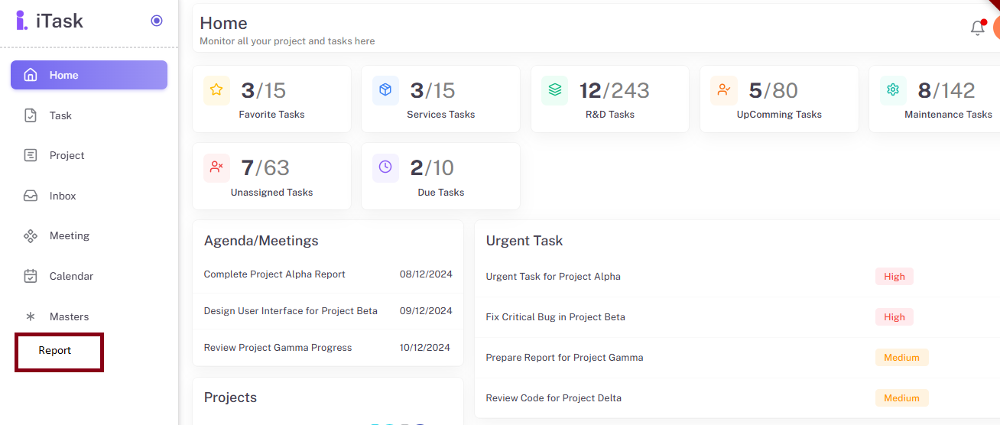 iTask
Home
Task
Project
Inbox
Meeting
Calendar
Masters
Report
Home
Monitor all your project and tasks here
3/15
Favorite Tasks
3/15
Services Tasks
12/243
R&D Tasks
5/80
UpComming Tasks
8/142
Maintenance Tasks
7/63
Unassigned Tasks
2/10
Due Tasks
Agenda/Meetings
Complete Project Alpha Report 08/12/2024
Design User Interface for Project Beta 09/12/2024
Review Project Gamma Progress 10/12/2024
Projects
Urgent Task
Urgent Task for Project Alpha High
Fix Critical Bug in Project Beta High
Prepare Report for Project Gamma Medium
Review Code for Project Delta Medium